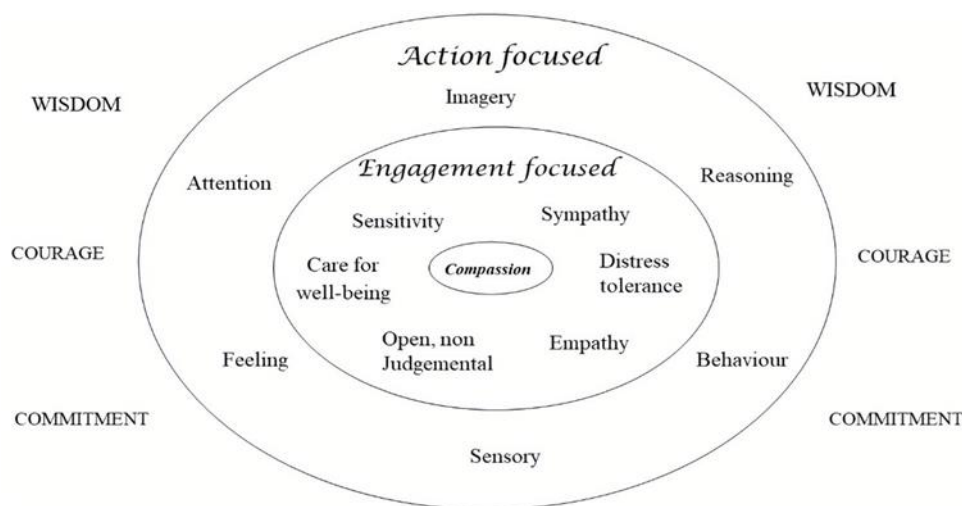 Action focused
Imagery
WISDOM
WISDOM
Engagement focused
Attention
Reasoning
Sensitivity
Sympathy
COURAGE
Care for
well-being
Compassion
Distress
tolerance
COURAGE
Open, non
Judgemental
Empathy
Feeling
Behaviour
COMMITMENT
COMMITMENT
Sensory